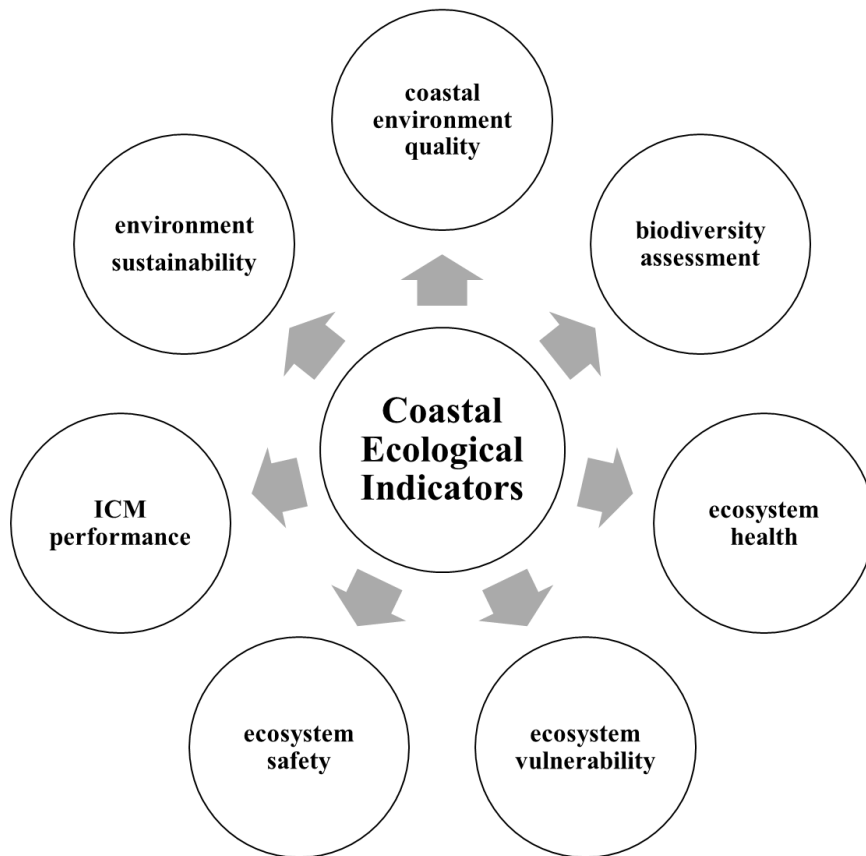 coastal
environment
quality
environment
sustainability
biodiversity
assessment
Coastal
Ecological
Indicators
ICM
performance
ecosystem
health
ecosystem
safety
ecosystem
vulnerability